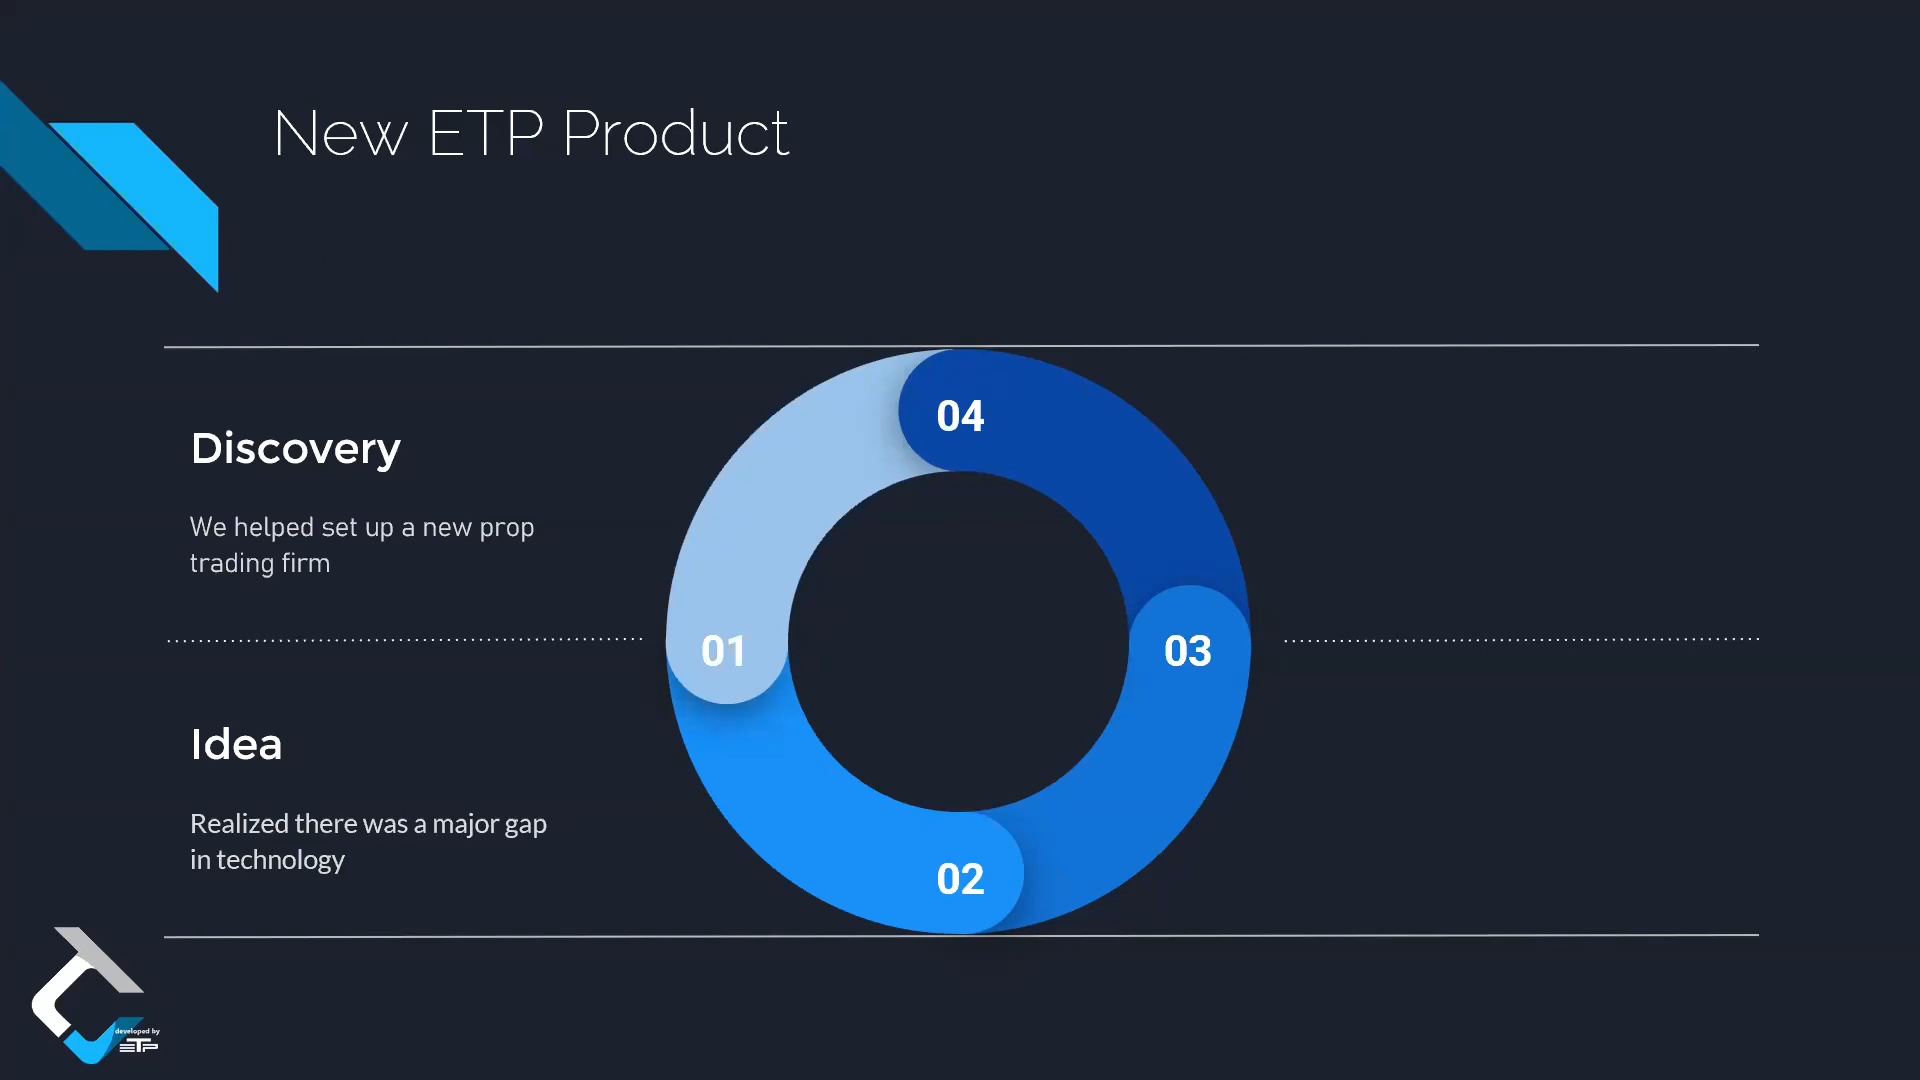 New ETP Product
Discovery
We helped set up a new prop
trading firm
Idea
Realized there was a major gap
in technology
04
01
03
02
developed by
ETP